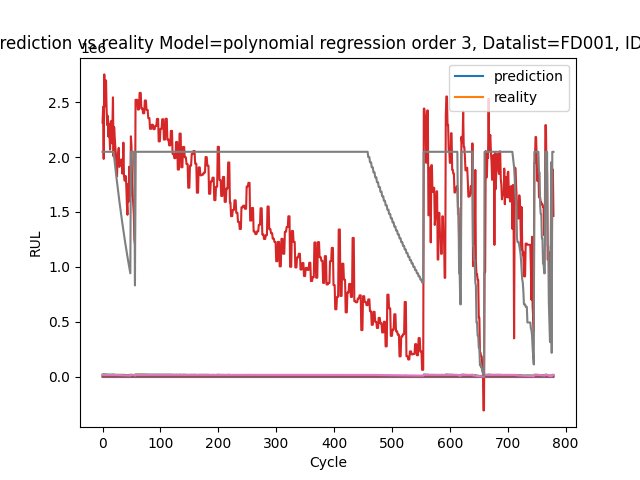 rediction vs reality Model=polynomial regression order 3, Datalist=FD001, ID
1e6
prediction
reality
2.5
2.0
1.5
1.0
0.5
0.0
RUL
0 100 200 300 400 500 600 700 800
Cycle